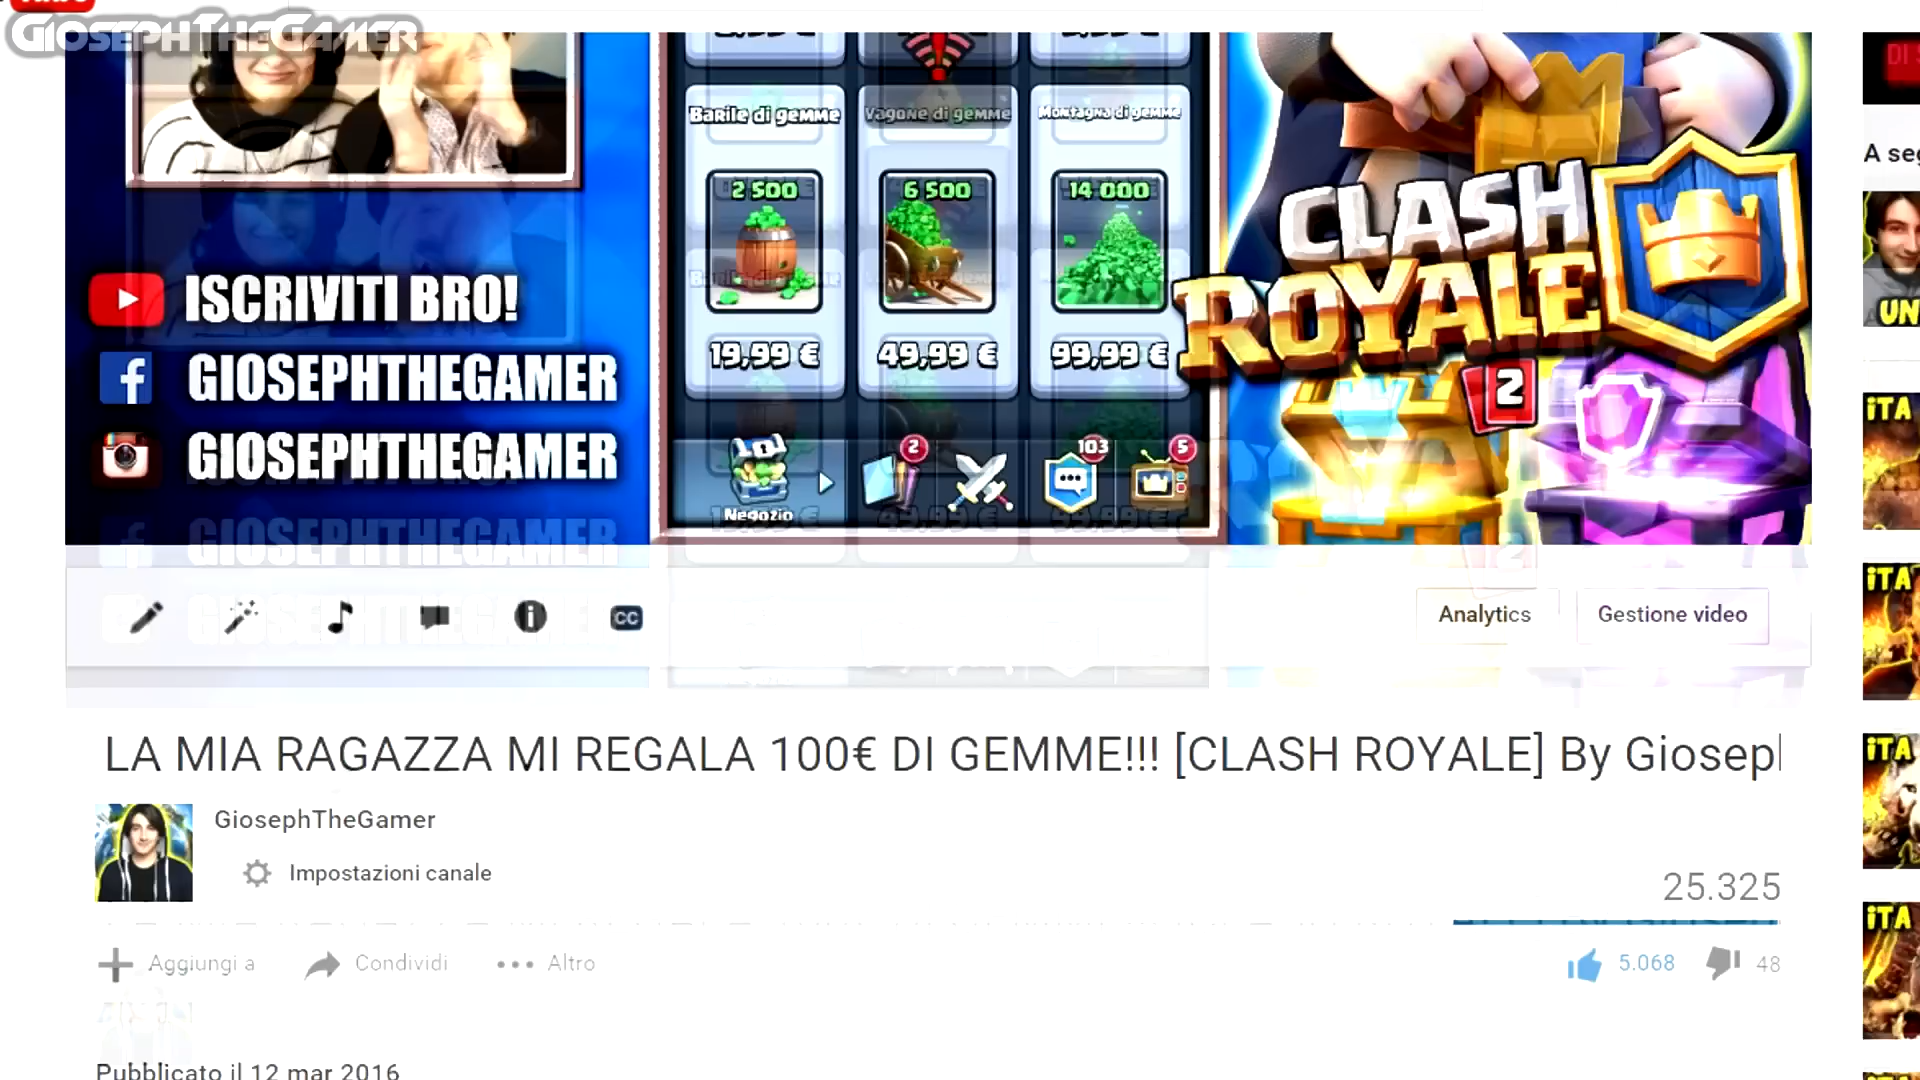 GIOSEPHTHEGAMER
Barile di gemme
Vagone di gemme
Montagna di gemme
2 500
6 500
14 000
19,99 €
49,99 €
99,99 €
ISCRIVITI BRO!
GIOSEPHTHEGAMER
GIOSEPHTHEGAMER
CLASH
ROYALE
2
2
103
5
Negozio
A seg
UN
iTA
iTA
iTA
iTA
CC
Analytics
Gestione video
LA MIA RAGAZZA MI REGALA 100€ DI GEMME!!! [CLASH ROYALE] By Gioseph
GiosephTheGamer
Impostazioni canale
25.325
Aggiungi a
Condividi
Altro
5.068
48
Pubblicato il 12 mar 2016